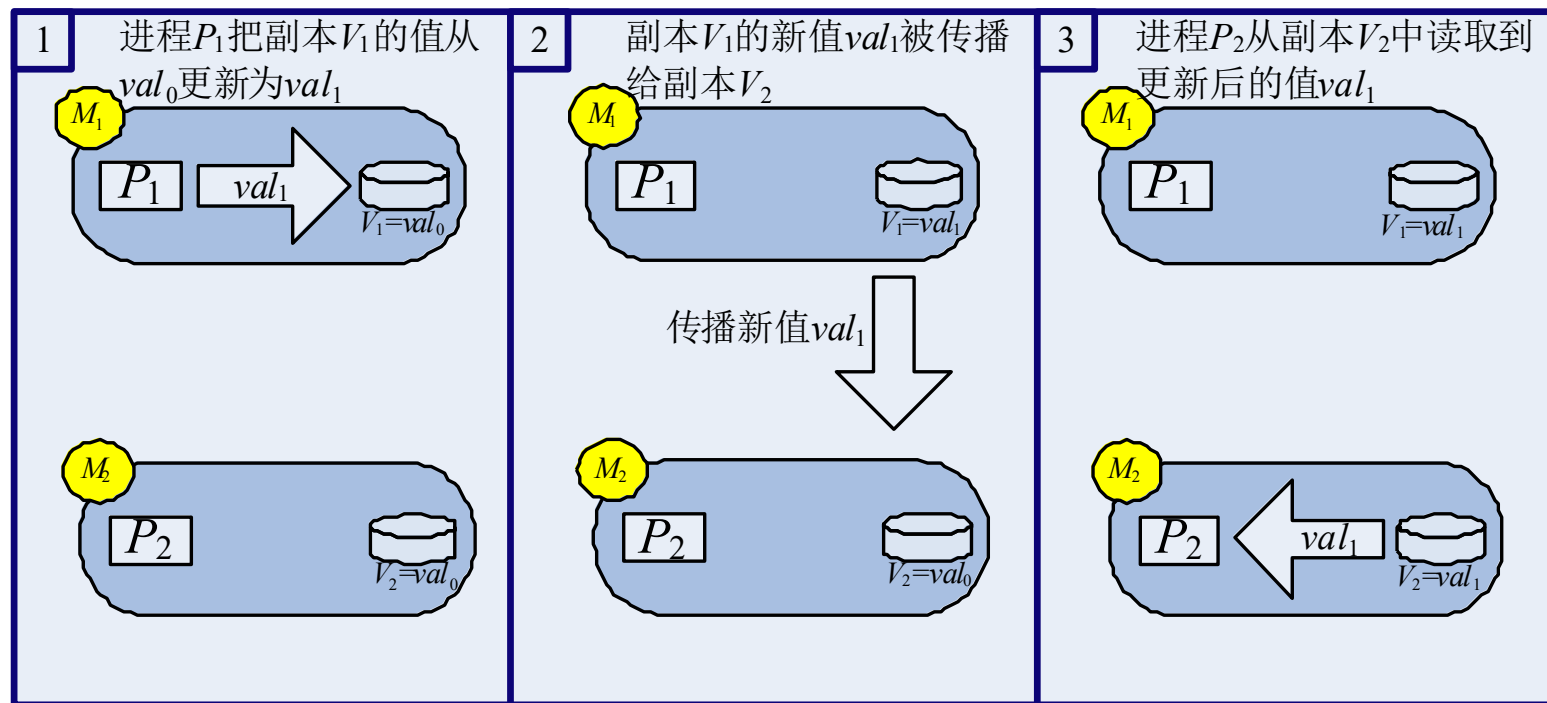 1
进程P₁把副本V₁的值从
val₀更新为val₁
M₁
P₁
val₁
V₁=val₀
M₂
P₂
V₂=val₀
2
副本V₁的新值val₁被传播
给副本V₂
M₁
P₁
V₁=val₁
传播新值val₁
M₂
P₂
V₂=val₀
3
进程P₂从副本V₂中读取到
更新后的值val₁
M₁
P₁
V₁=val₁
M₂
P₂
val₁
V₂=val₁